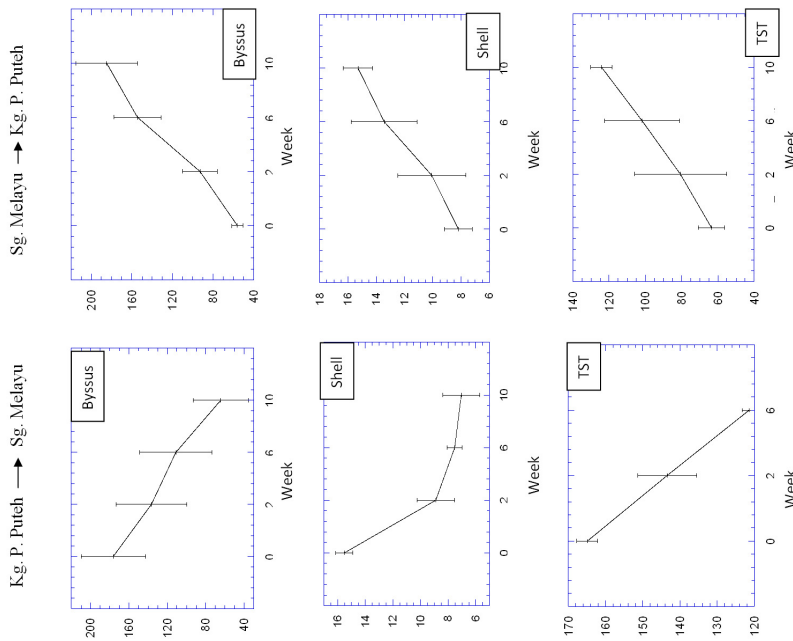 Kg. P. Puteh → Sg. Melayu
Sg. Melayu → Kg. P. Puteh
Byssus
200
160
120
80
40
0 2 6 10
Week
Byssus
200
160
120
80
40
0 2 6 10
Week
Shell
16
14
12
10
8
6
0 2 6 10
Week
Shell
18
16
14
12
10
8
6
0 2 6 10
Week
TST
170
160
150
140
130
120
0 2 6
Week
TST
140
120
100
80
60
40
0 2 6 10
Week